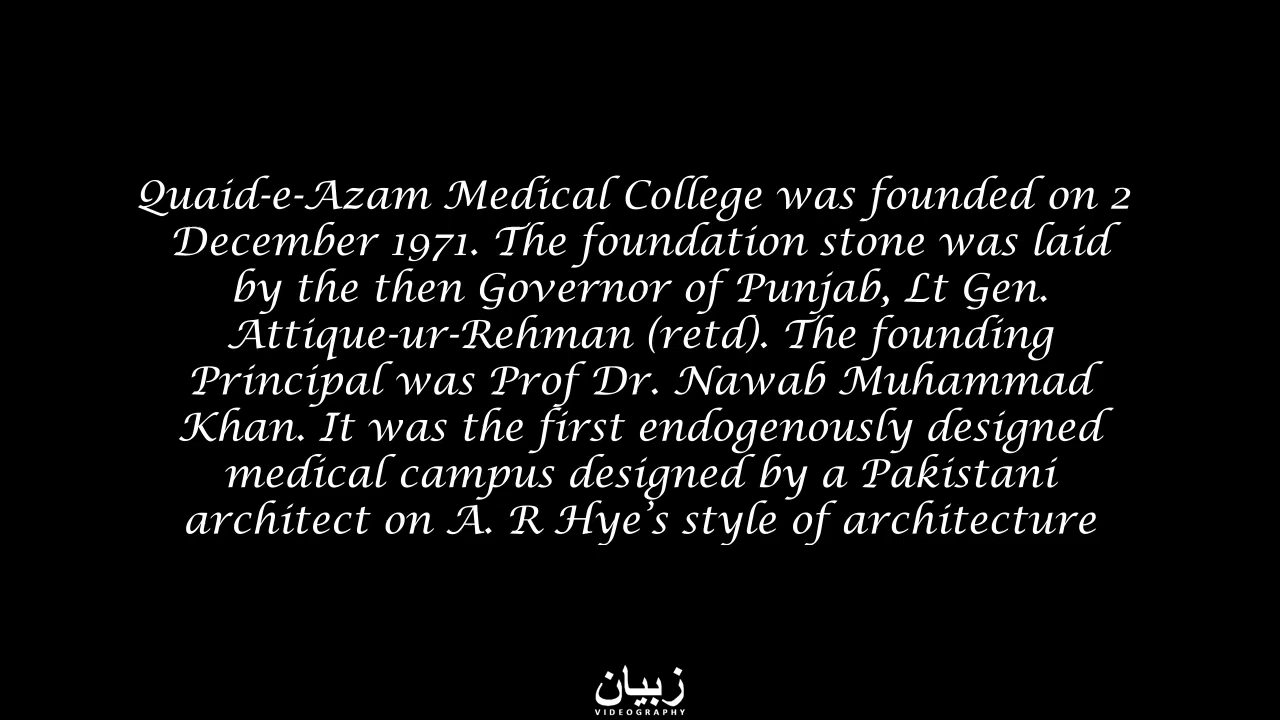 Quaid-e-Azam Medical College was founded on 2
December 1971. The foundation stone was laid
by the then Governor of Punjab, Lt Gen.
Attique-ur-Rehman (retd). The founding
Principal was Prof Dr. Nawab Muhammad
Khan. It was the first endogenously designed
medical campus designed by a Pakistani
architect on A. R Hye's style of architecture
زبیان
VIDEOGRAPHY